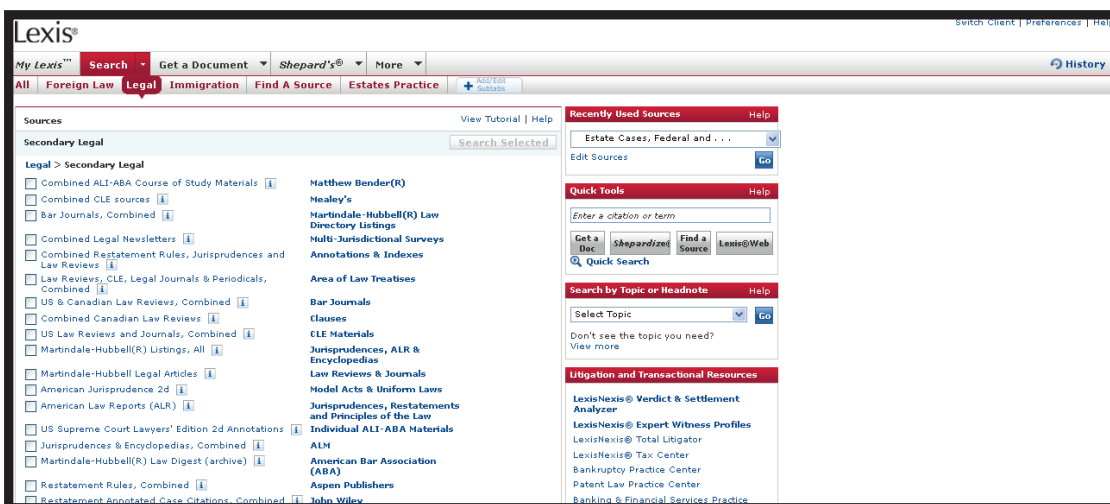 Switch Client | Preferences | Help
Lexis®
My Lexis™ Search Get a Document Shepard's® More History
All Foreign Law Legal Immigration Find A Source Estates Practice Add/Edit Subtabs
Sources View Tutorial | Help
Secondary Legal Search Selected
Legal > Secondary Legal
Combined ALI-ABA Course of Study Materials
Combined CLE sources
Bar Journals, Combined
Combined Legal Newsletters
Combined Restatement Rules, Jurisprudences and
Law Reviews
Law Reviews, CLE, Legal Journals & Periodicals,
Combined
US & Canadian Law Reviews, Combined
Combined Canadian Law Reviews
US Law Reviews and Journals, Combined
Martindale-Hubbell(R) Listings, All
Martindale-Hubbell Legal Articles
American Jurisprudence 2d
American Law Reports (ALR)
US Supreme Court Lawyers' Edition 2d Annotations
Jurisprudences & Encyclopedias, Combined
Martindale-Hubbell(R) Law Digest (archive)
Restatement Rules, Combined
Restatement Annotated Case Citations, Combined
Matthew Bender(R)
Mealey's
Martindale-Hubbell(R) Law
Directory Listings
Multi-Jurisdictional Surveys
Annotations & Indexes
Area of Law Treatises
Bar Journals
Clauses
CLE Materials
Jurisprudences, ALR &
Encyclopedias
Law Reviews & Journals
Model Acts & Uniform Laws
Jurisprudences, Restatements
and Principles of the Law
Individual ALI-ABA Materials
ALM
American Bar Association
(ABA)
Aspen Publishers
John Wiley
Recently Used Sources Help
Estate Cases, Federal and . . .
Edit Sources Go
Quick Tools Help
Enter a citation or term
Get a Doc Shepardize® Find a Source Lexis®Web
Quick Search
Search by Topic or Headnote Help
Select Topic Go
Don't see the topic you need?
View more
Litigation and Transactional Resources
LexisNexis® Verdict & Settlement
Analyzer
LexisNexis® Expert Witness Profiles
LexisNexis® Total Litigator
LexisNexis® Tax Center
Bankruptcy Practice Center
Patent Law Practice Center
Banking & Financial Services Practice